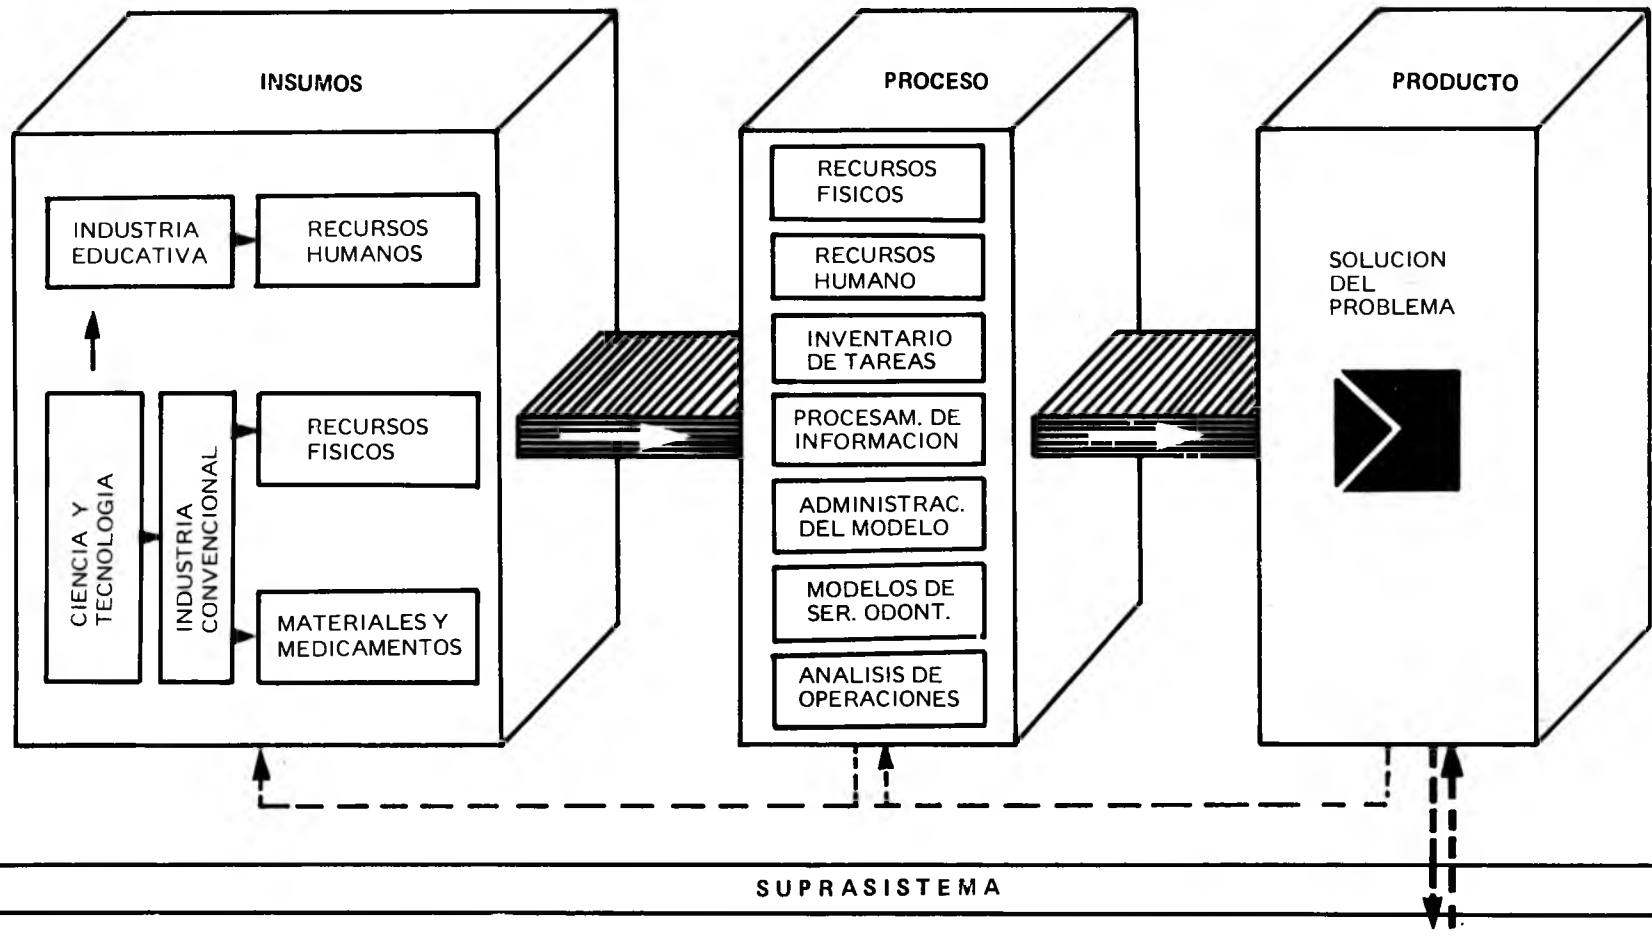 INSUMOS
INDUSTRIA
EDUCATIVA
RECURSOS
HUMANOS
CIENCIA Y
TECNOLOGIA
INDUSTRIA
CONVENCIONAL
RECURSOS
FISICOS
MATERIALES Y
MEDICAMENTOS
PROCESO
RECURSOS
FISICOS
RECURSOS
HUMANO
INVENTARIO
DE TAREAS
PROCESAM. DE
INFORMACION
ADMINISTRAC.
DEL MODELO
MODELOS DE
SER. ODONT.
ANALISIS DE
OPERACIONES
PRODUCTO
SOLUCION
DEL
PROBLEMA
SUPRASISTEMA